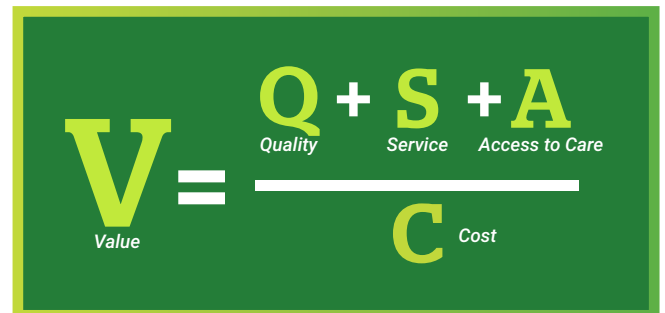 V = Q + S + A
Value
Quality Service Access to Care
C Cost